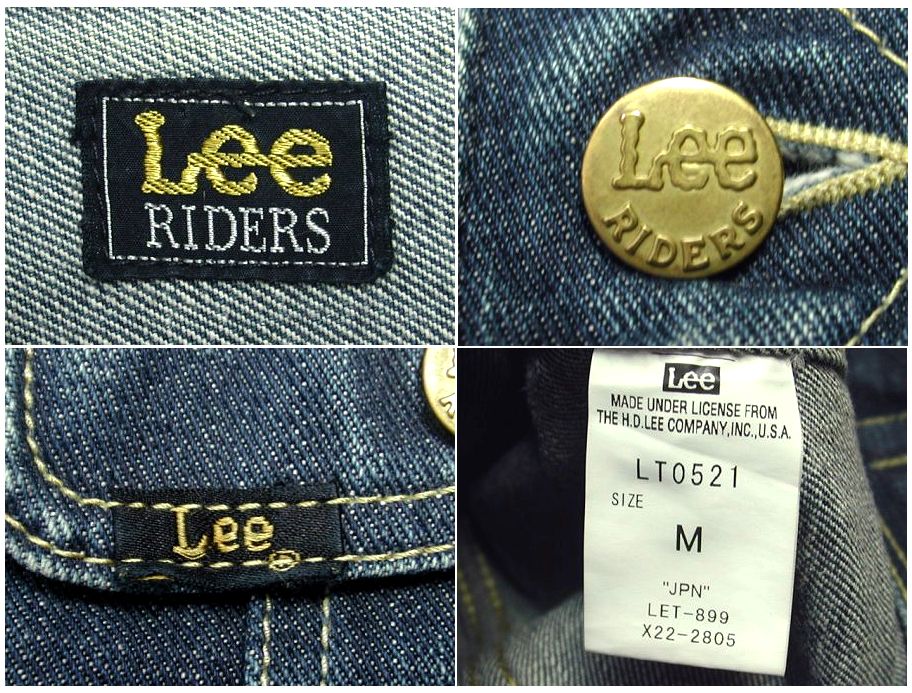 Lee
RIDERS
Lee
RIDERS
Lee
Lee
MADE UNDER LICENSE FROM
THE H.D.LEE COMPANY,INC.,U.S.A.
LT0521
SIZE
M
"JPN"
LET-899
X22-2805